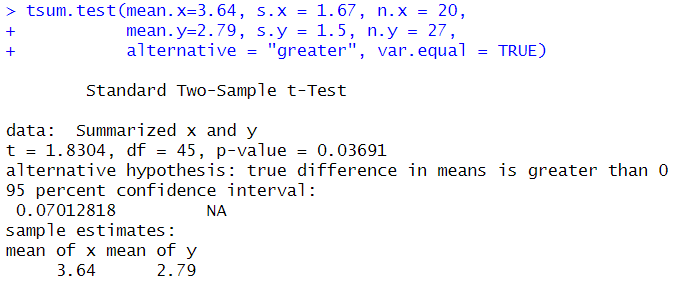 > tsum.test(mean.x=3.64, s.x = 1.67, n.x = 20,
+ mean.y=2.79, s.y = 1.5, n.y = 27,
+ alternative = "greater", var.equal = TRUE)
Standard Two-Sample t-Test
data: Summarized x and y
t = 1.8304, df = 45, p-value = 0.03691
alternative hypothesis: true difference in means is greater than 0
95 percent confidence interval:
0.07012818 NA
sample estimates:
mean of x mean of y
3.64 2.79